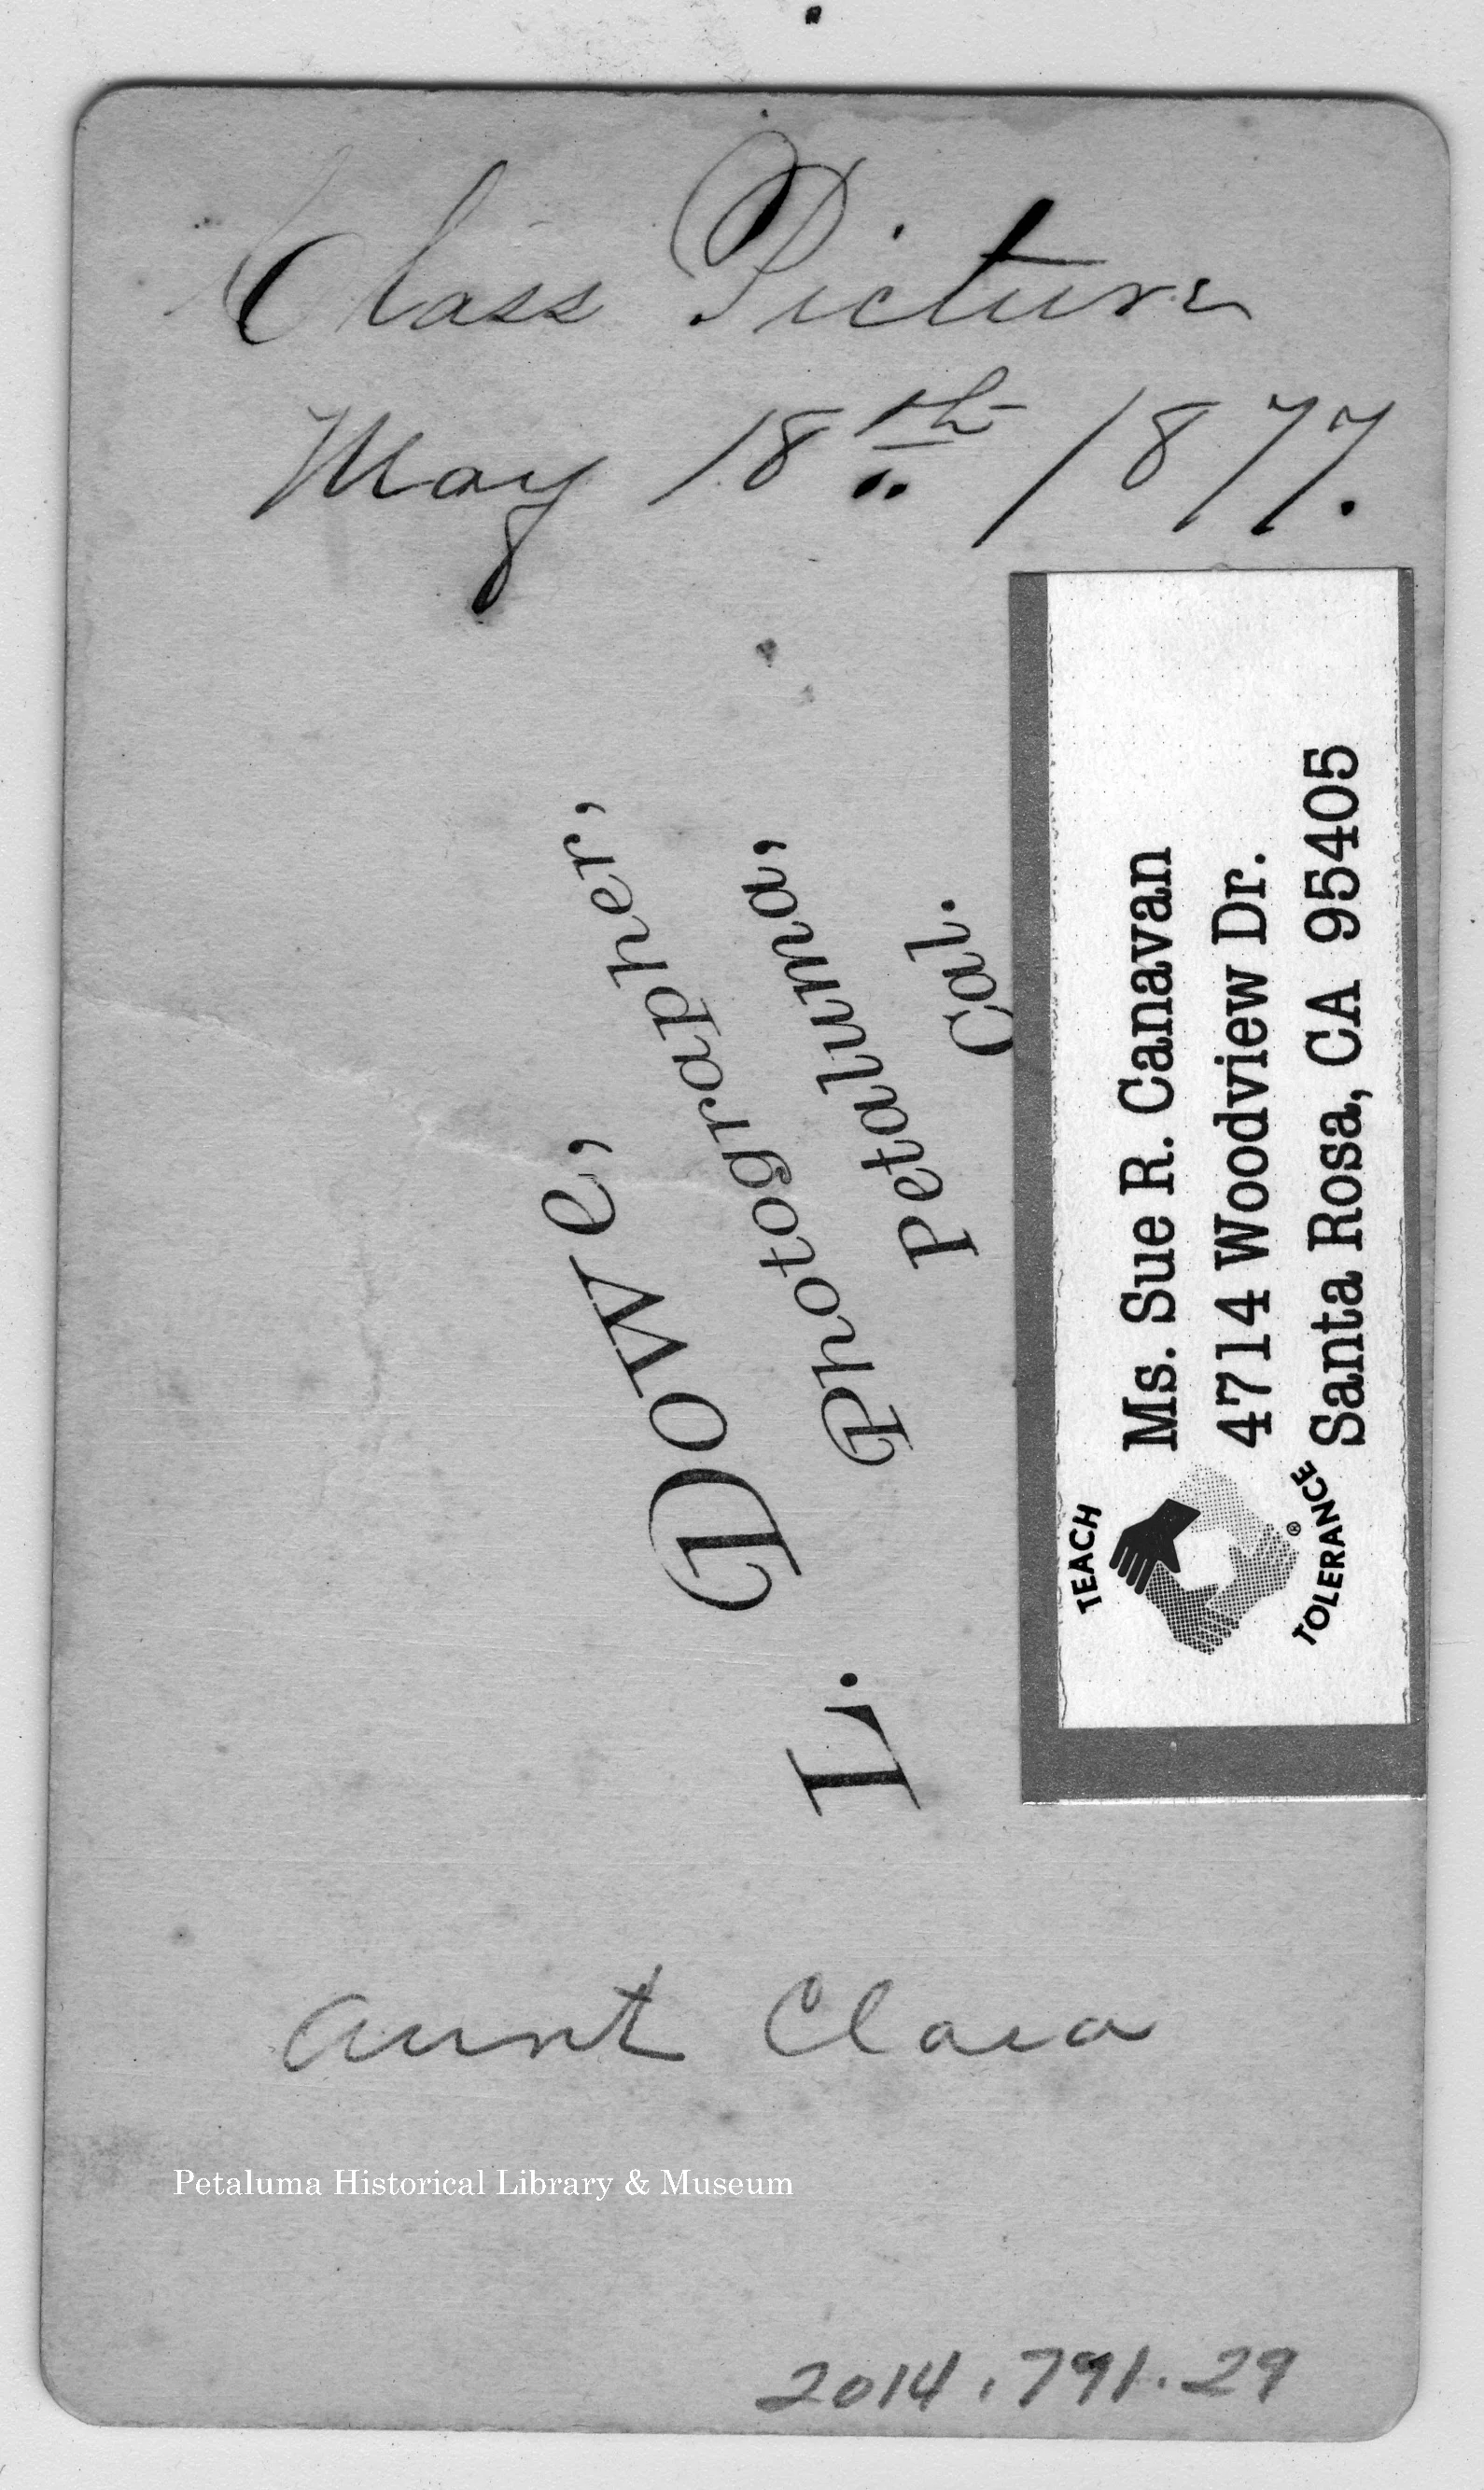 Class Picture
May 18th 1877.
L. Dowe,
Photographer,
Petaluma,
Cal.
TEACH
TOLERANCE®
Ms. Sue R. Canavan
4714 Woodview Dr.
Santa Rosa, CA 95405
Aunt Clara
Petaluma Historical Library & Museum
2014.791.29